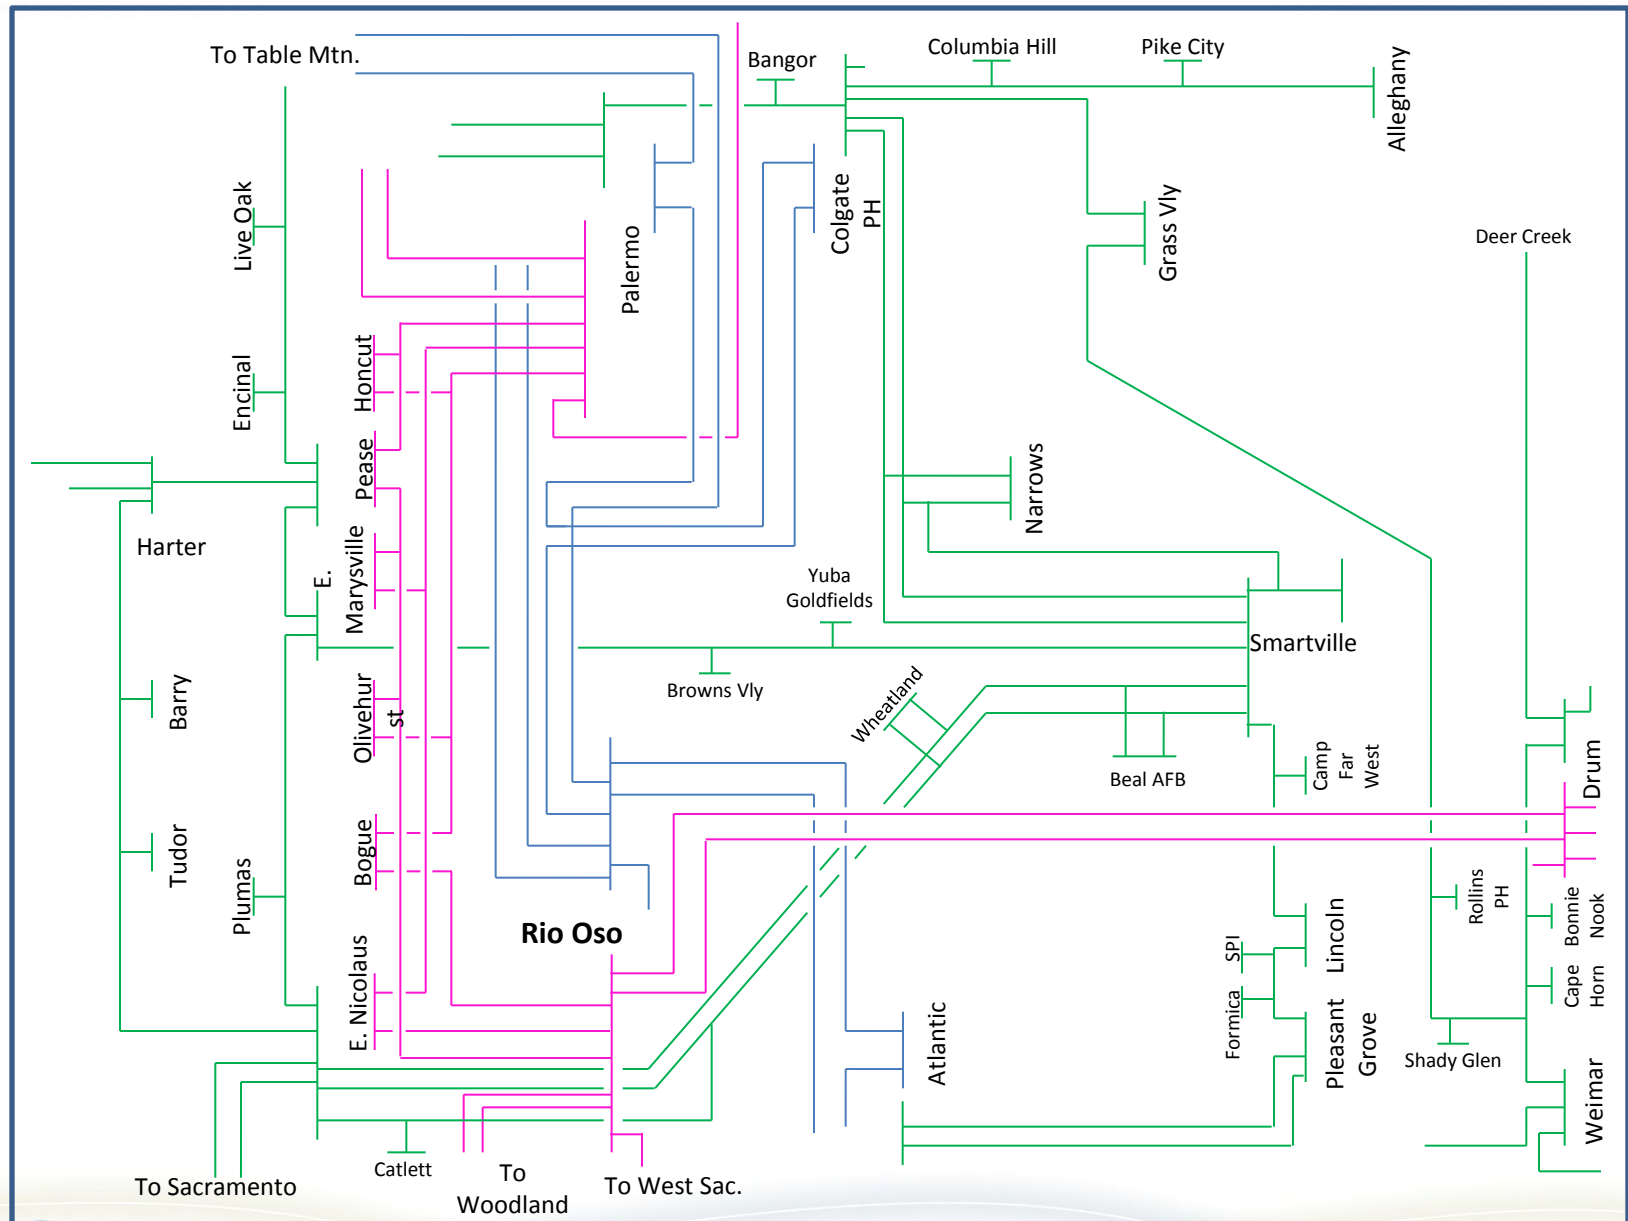 To Table Mtn.
Bangor
Columbia Hill
Pike City
Alleghany
Live Oak
Palermo
Colgate
PH
Grass Vly
Deer Creek
Encinal
Honcut
Pease
Narrows
Harter
E.
Marysville
Yuba
Goldfields
Smartville
Browns Vly
Barry
Olivehur
st
Wheatland
Beal AFB
Camp
Far
West
Drum
Tudor
Plumas
Bogue
Rio Oso
Rollins
PH
Bonnie
Nook
E. Nicolaus
SPI
Lincoln
Cape
Horn
Formica
Pleasant
Grove
Atlantic
Shady Glen
Weimar
Catlett
To Sacramento
To
Woodland
To West Sac.